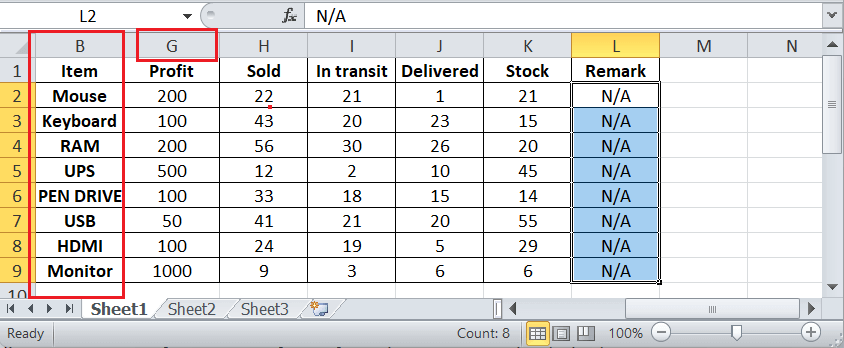 L2 fx N/A
B G H I J K L M N
1 Item Profit Sold In transit Delivered Stock Remark
2 Mouse 200 22 21 1 21 N/A
3 Keyboard 100 43 20 23 15 N/A
4 RAM 200 56 30 26 20 N/A
5 UPS 500 12 2 10 45 N/A
6 PEN DRIVE 100 33 18 15 14 N/A
7 USB 50 41 21 20 55 N/A
8 HDMI 100 24 19 5 29 N/A
9 Monitor 1000 9 3 6 6 N/A
10
Sheet1 Sheet2 Sheet3
Ready Count: 8 100%